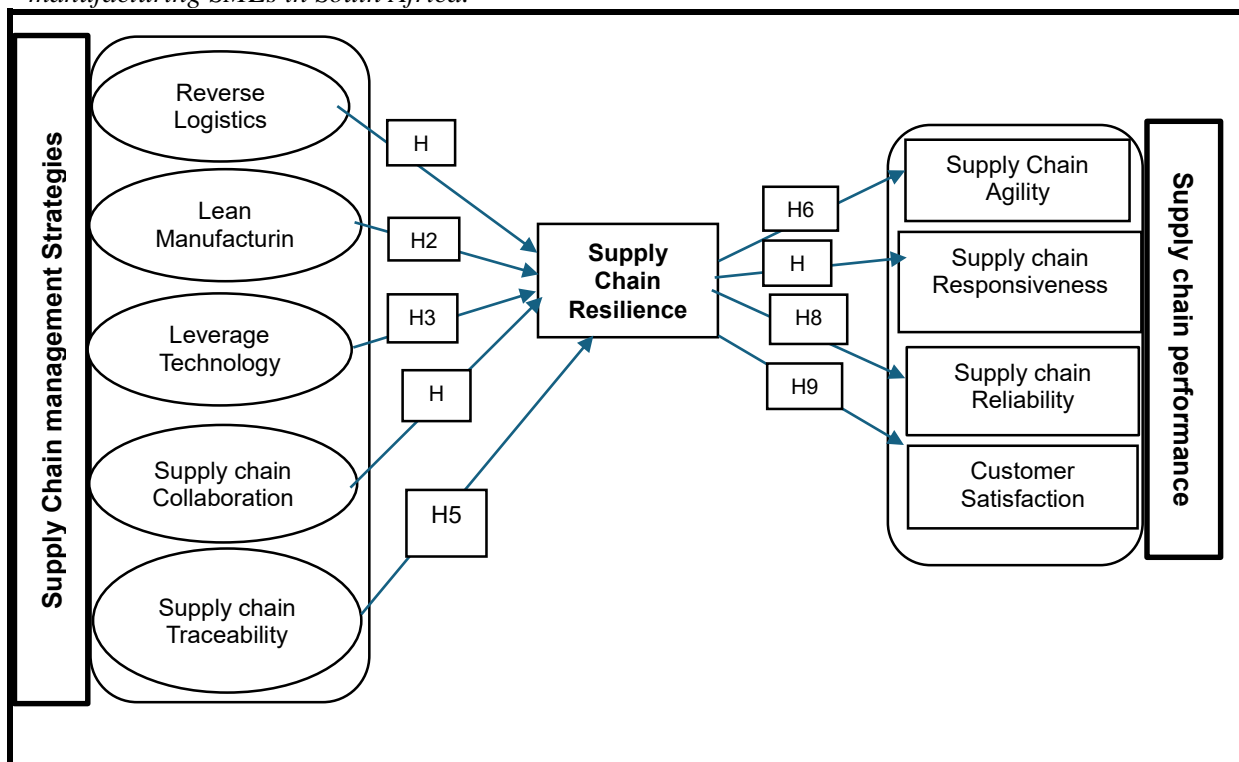 manufacturing SMEs in South Africa.
Supply Chain management Strategies
Reverse
Logistics
Lean
Manufacturin
Leverage
Technology
Supply chain
Collaboration
Supply chain
Traceability
H
H2
H3
H
H5
Supply
Chain
Resilience
H6
H
H8
H9
Supply Chain
Agility
Supply chain
Responsiveness
Supply chain
Reliability
Customer
Satisfaction
Supply chain performance